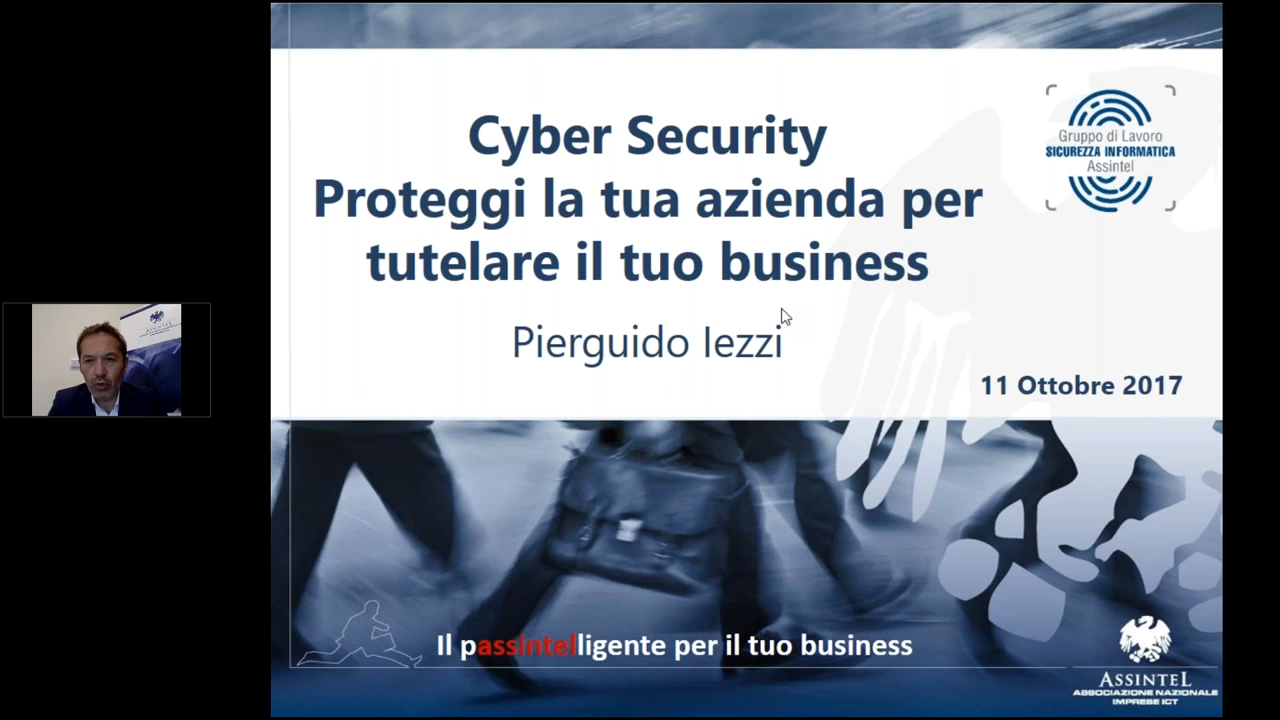 Cyber Security
Proteggi la tua azienda per
tutelare il tuo business
Pierguido Iezzi
11 Ottobre 2017
Gruppo di Lavoro
SICUREZZA INFORMATICA
Assintel
Il passintelligente per il tuo business
ASSINTEL
ASSOCIAZIONE NAZIONALE
IMPRESE ICT
ASSINTEL